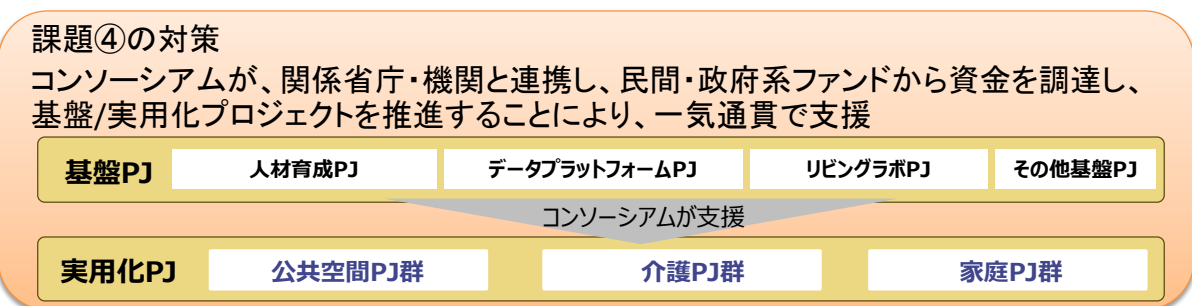 課題④の対策
コンソーシアムが、関係省庁・機関と連携し、民間・政府系ファンドから資金を調達し、
基盤/実用化プロジェクトを推進することにより、一気通貫で支援
基盤PJ 人材育成PJ データプラットフォームPJ リビングラボPJ その他基盤PJ
コンソーシアムが支援
実用化PJ 公共空間PJ群 介護PJ群 家庭PJ群